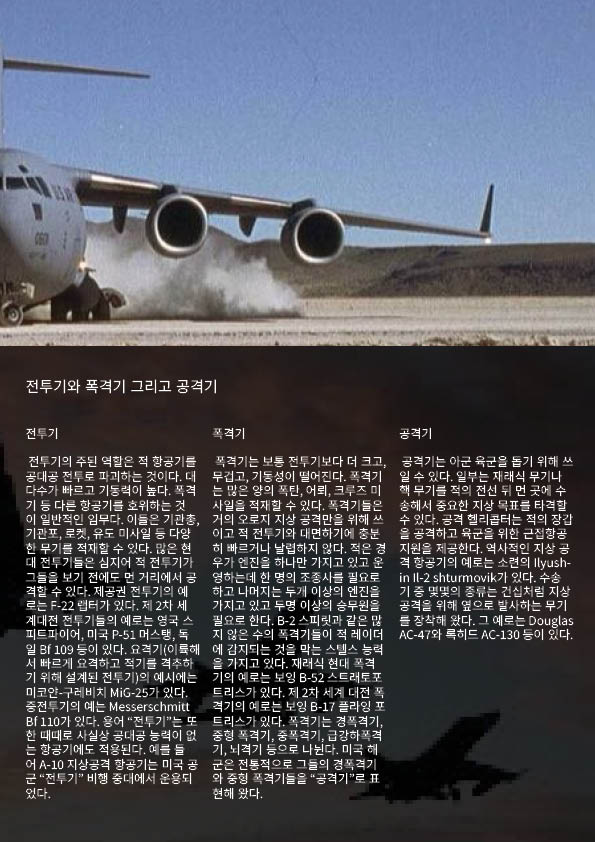 U.S. AIR
전투기와 폭격기 그리고 공격기
전투기
전투기의 주된 역할은 적 항공기를
공대공 전투로 파괴하는 것이다. 대
다수가 빠르고 기동력이 높다. 폭격
기 등 다른 항공기를 호위하는 것
이 일반적인 임무다. 이들은 기관총,
기관포, 로켓, 유도 미사일 등 다양
한 무기를 적재할 수 있다. 많은 현
대 전투기들은 심지어 적 전투기가
그들을 보기 전에도 먼 거리에서 공
격할 수 있다. 제공권 전투기의 예
로는 F-22 랩터가 있다. 제 2차 세
계대전 전투기들의 예로는 영국 스
피트파이어, 미국 P-51 머스탱, 독
일 Bf 109 등이 있다. 요격기(이륙해
서 빠르게 요격하고 적기를 격추하
기 위해 설계된 전투기)의 예시에는
미코얀-구레비치 MiG-25가 있다.
중전투기의 예는 Messerschmitt
Bf 110가 있다. 용어 “전투기”는 또
한 때때로 사실상 공대공 능력이 없
는 항공기에도 적용된다. 예를 들
어 A-10 지상공격 항공기는 미국 공
군 “전투기” 비행 중대에서 운용되
었다.
폭격기
폭격기는 보통 전투기보다 더 크고,
무겁고, 기동성이 떨어진다. 폭격기
는 많은 양의 폭탄, 어뢰, 크루즈 미
사일을 적재할 수 있다. 폭격기들은
거의 오로지 지상 공격만을 위해 쓰
이고 적 전투기와 대면하기에 충분
히 빠르거나 날렵하지 않다. 적은 경
우가 엔진을 하나만 가지고 있고 운
영하는데 한 명의 조종사를 필요로
하고 나머지는 두개 이상의 엔진을
가지고 있고 두명 이상의 승무원을
필요로 한다. B-2 스피릿과 같은 많
지 않은 수의 폭격기들이 적 레이더
에 감지되는 것을 막는 스텔스 능력
을 가지고 있다. 재래식 현대 폭격
기의 예로는 보잉 B-52 스트래토포
트리스가 있다. 제 2차 세계 대전 폭
격기의 예로는 보잉 B-17 플라잉 포
트리스가 있다. 폭격기는 경폭격기,
중형 폭격기, 중폭격기, 급강하폭격
기, 뇌격기 등으로 나뉜다. 미국 해
군은 전통적으로 그들의 경폭격기
와 중형 폭격기들을 “공격기”로 표
현해 왔다.
공격기
공격기는 아군 육군을 돕기 위해 쓰
일 수 있다. 일부는 재래식 무기나
핵 무기를 적의 전선 뒤 먼 곳에 수
송해서 중요한 지상 목표를 타격할
수 있다. 공격 헬리콥터는 적의 장갑
을 공격하고 육군을 위한 근접항공
지원을 제공한다. 역사적인 지상 공
격 항공기의 예로는 소련의 Ilyush-
in Il-2 shturmovik가 있다. 수송
기 중 몇몇의 종류는 건십처럼 지상
공격을 위해 옆으로 발사하는 무기
를 장착해 왔다. 그 예로는 Douglas
AC-47와 록히드 AC-130 등이 있다.